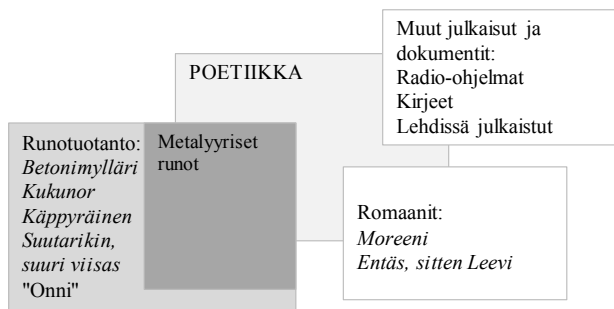 Muut julkaisut ja
dokumentit:
Radio-ohjelmat
Kirjeet
Lehdissä julkaistut
POETIIKKA
Runotuotanto:
Betonimylläri
Kukunor
Käppyräinen
Suutarikin,
suuri viisas
"Onni"
Metalyyriset
runot
Romaanit:
Moreeni
Entäs, sitten Leevi